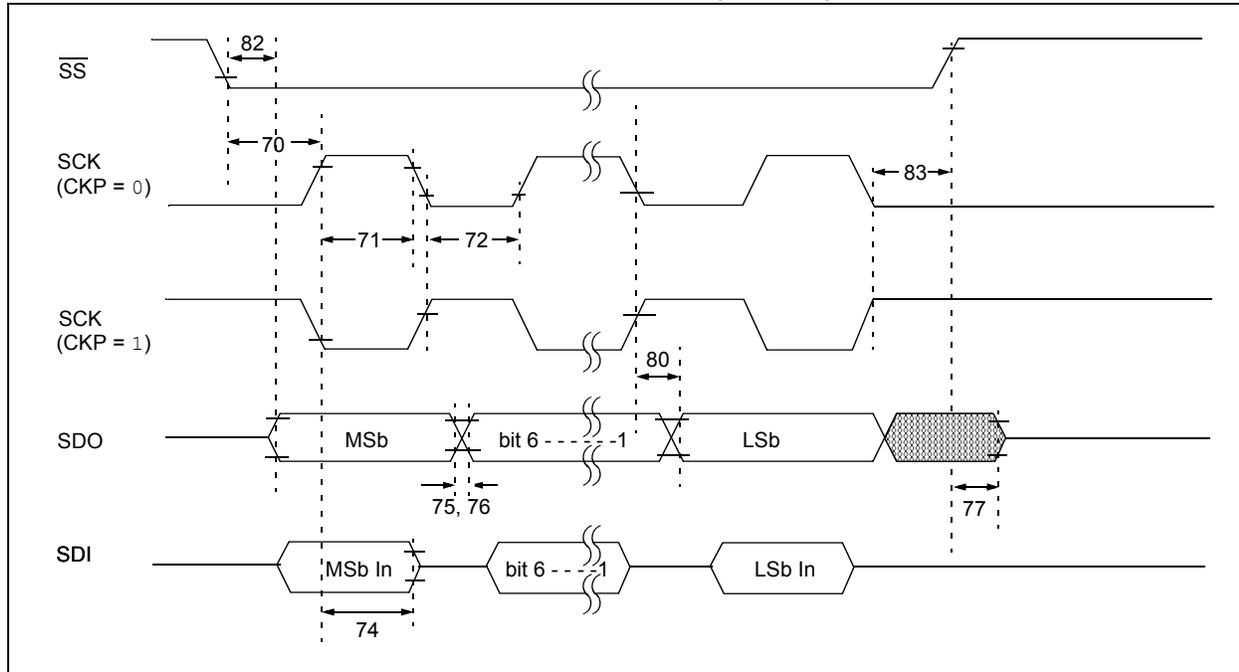 82
SS
70
SCK
(CKP = 0)
83
71
72
SCK
(CKP = 1)
80
SDO
MSb
bit 6 - - - - - -1
LSb
75, 76
77
SDI
MSb In
bit 6 - - - - -1
LSb In
74